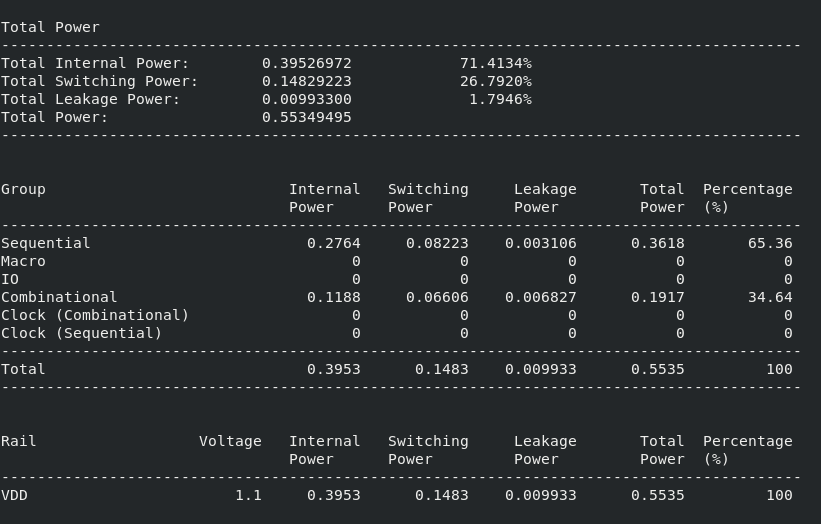 Total Power
-----------------------------------------------------------------------------------------
Total Internal Power:        0.39526972            71.4134%
Total Switching Power:       0.14829223            26.7920%
Total Leakage Power:         0.00993300             1.7946%
Total Power:                 0.55349495
-----------------------------------------------------------------------------------------
Group                           Internal   Switching     Leakage       Total  Percentage
                                Power      Power         Power         Power  (%)
-----------------------------------------------------------------------------------------
Sequential                        0.2764     0.08223    0.003106      0.3618       65.36
Macro                                  0           0           0           0           0
IO                                     0           0           0           0           0
Combinational                     0.1188     0.06606    0.006827      0.1917       34.64
Clock (Combinational)                  0           0           0           0           0
Clock (Sequential)                     0           0           0           0           0
-----------------------------------------------------------------------------------------
Total                             0.3953      0.1483    0.009933      0.5535         100
-----------------------------------------------------------------------------------------
Rail                  Voltage   Internal   Switching     Leakage       Total  Percentage
                                Power      Power         Power         Power  (%)
-----------------------------------------------------------------------------------------
VDD                       1.1     0.3953      0.1483    0.009933      0.5535         100